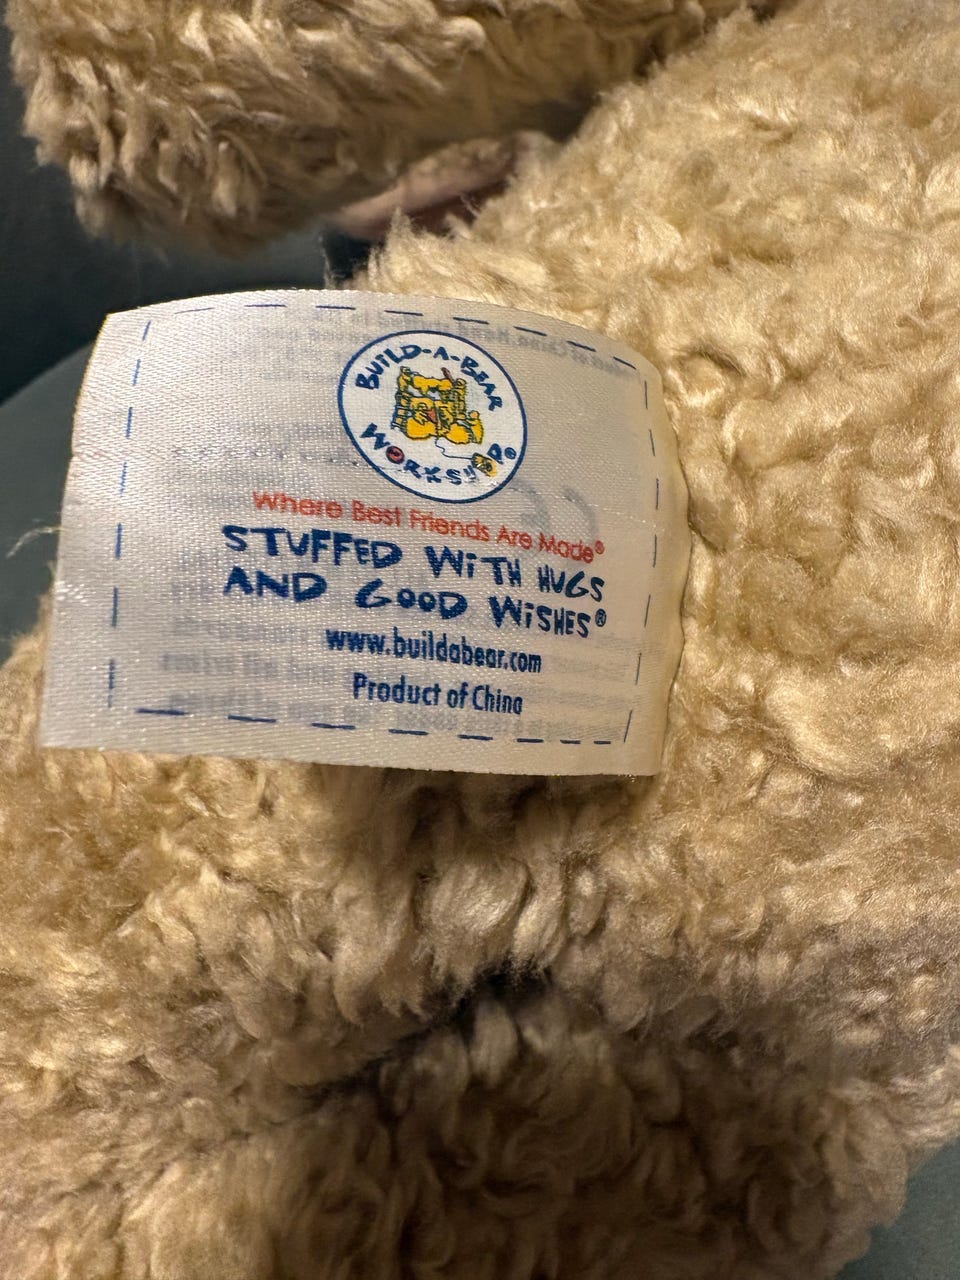 BUILD-A-BEAR
WORKSHOP®
Where Best Friends Are Made®
STUFFED WITH HUGS
AND GOOD WISHES®
www.buildabear.com
Product of China